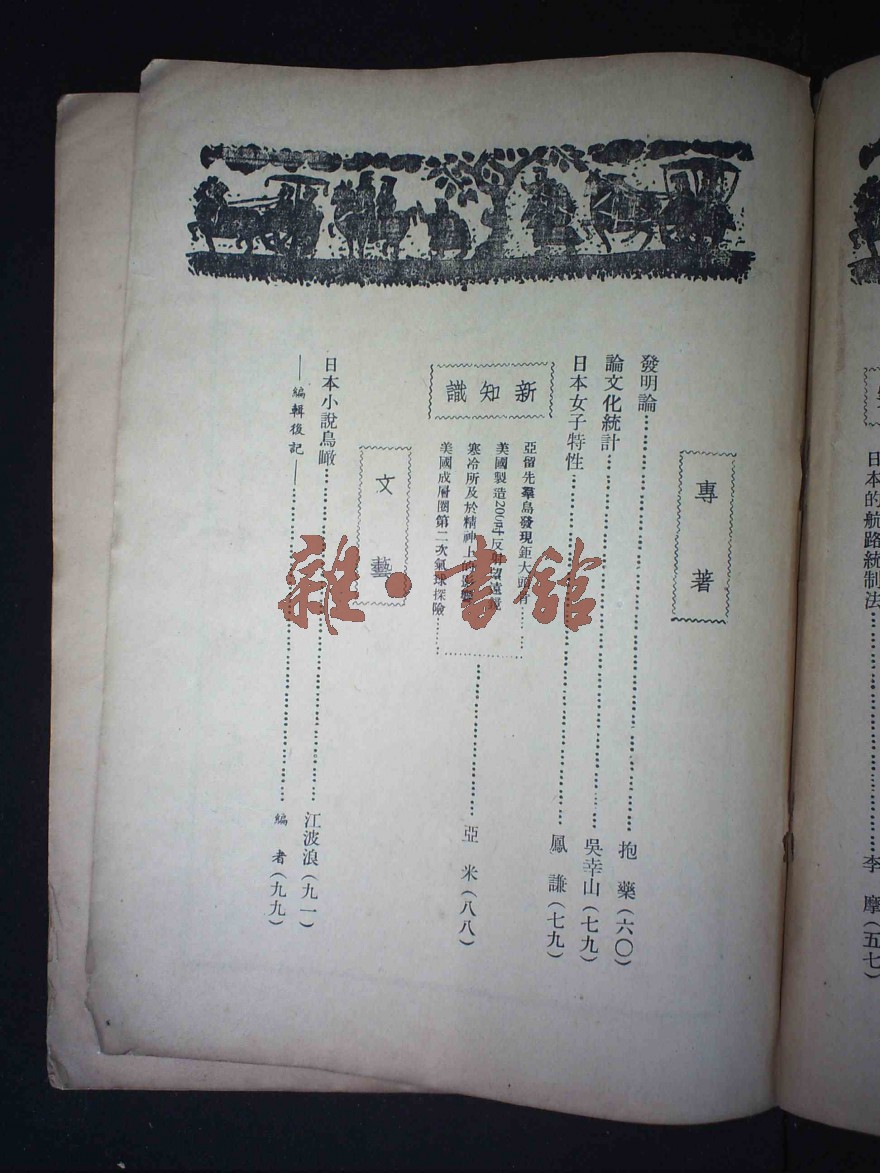 日本的航路統制法……李摩(五七)
專著
發明論……抱藥(六〇)
論文化統計……吳幸山(七九)
日本女子特性……鳳謙(七九)
新知識
亞留先羣島發現鉅大頭骨……
美國製造200吋反射望遠鏡
寒冷所及於精神上的影響
美國成層圈第二次氣球探險……
亞米(八八)
文藝
日本小說鳥瞰……江波浪(九一)
——編輯後記——……編者(九九)
雜·書館